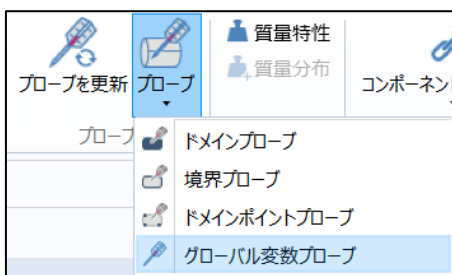 質量特性
質量分布
プローブを更新
プローブ
コンポーネン
プローブ
ドメインプローブ
境界プローブ
ドメインポイントプローブ
グローバル変数プローブ